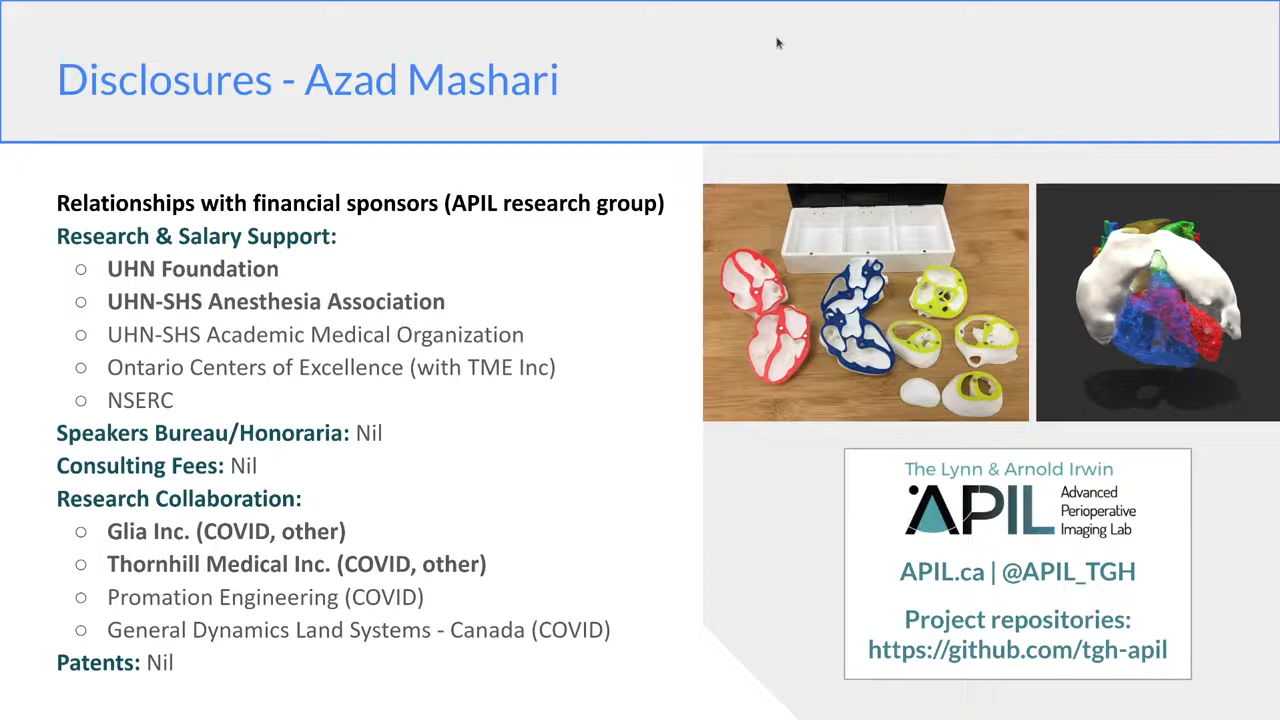 Disclosures - Azad Mashari
Relationships with financial sponsors (APIL research group)
Research & Salary Support:
○ UHN Foundation
○ UHN-SHS Anesthesia Association
○ UHN-SHS Academic Medical Organization
○ Ontario Centers of Excellence (with TME Inc)
○ NSERC
Speakers Bureau/Honoraria: Nil
Consulting Fees: Nil
Research Collaboration:
○ Glia Inc. (COVID, other)
○ Thornhill Medical Inc. (COVID, other)
○ Promation Engineering (COVID)
○ General Dynamics Land Systems - Canada (COVID)
Patents: Nil
The Lynn & Arnold Irwin
APIL
Advanced
Perioperative
Imaging Lab
APIL.ca | @APIL_TGH
Project repositories:
https://github.com/tgh-apil